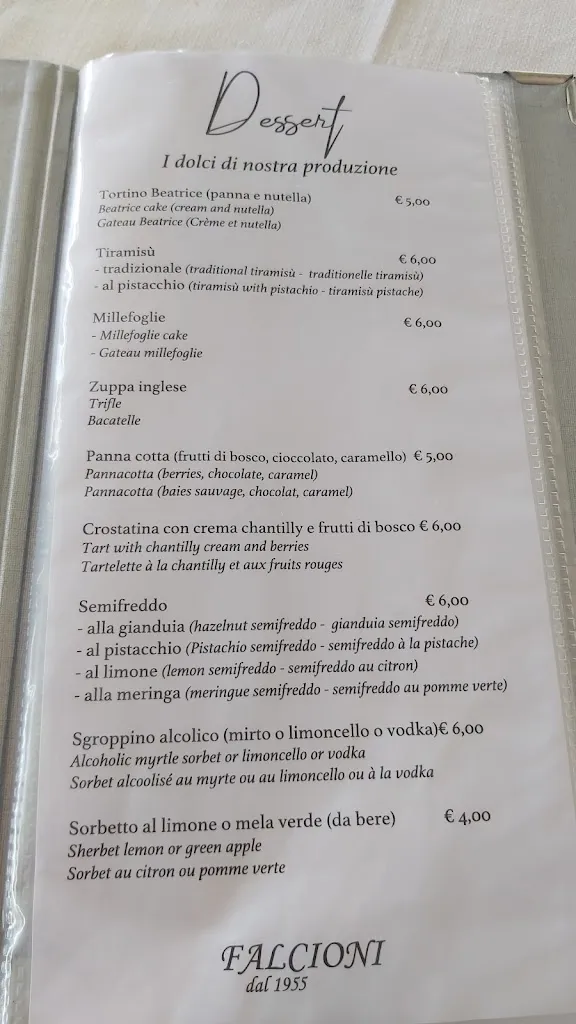 Dessert
I dolci di nostra produzione
Tortino Beatrice (panna e nutella) € 5,00
Beatrice cake (cream and nutella)
Gateau Beatrice (Crème et nutella)
Tiramisù € 6,00
- tradizionale (traditional tiramisù - traditionelle tiramisù)
- al pistacchio (tiramisù with pistachio - tiramisù pistache)
Millefoglie € 6,00
- Millefoglie cake
- Gateau millefoglie
Zuppa inglese € 6,00
Trifle
Bacatelle
Panna cotta (frutti di bosco, cioccolato, caramello) € 5,00
Pannacotta (berries, chocolate, caramel)
Pannacotta (baies sauvage, chocolat, caramel)
Crostatina con crema chantilly e frutti di bosco € 6,00
Tart with chantilly cream and berries
Tartelette à la chantilly et aux fruits rouges
Semifreddo € 6,00
- alla gianduia (hazelnut semifreddo - gianduia semifreddo)
- al pistacchio (Pistachio semifreddo - semifreddo à la pistache)
- al limone (lemon semifreddo - semifreddo au citron)
- alla meringa (meringue semifreddo - semifreddo au pomme verte)
Sgroppino alcolico (mirto o limoncello o vodka)€ 6,00
Alcoholic myrtle sorbet or limoncello or vodka
Sorbet alcoolisé au myrte ou au limoncello ou à la vodka
Sorbetto al limone o mela verde (da bere) € 4,00
Sherbet lemon or green apple
Sorbet au citron ou pomme verte
FALCIONI
dal 1955